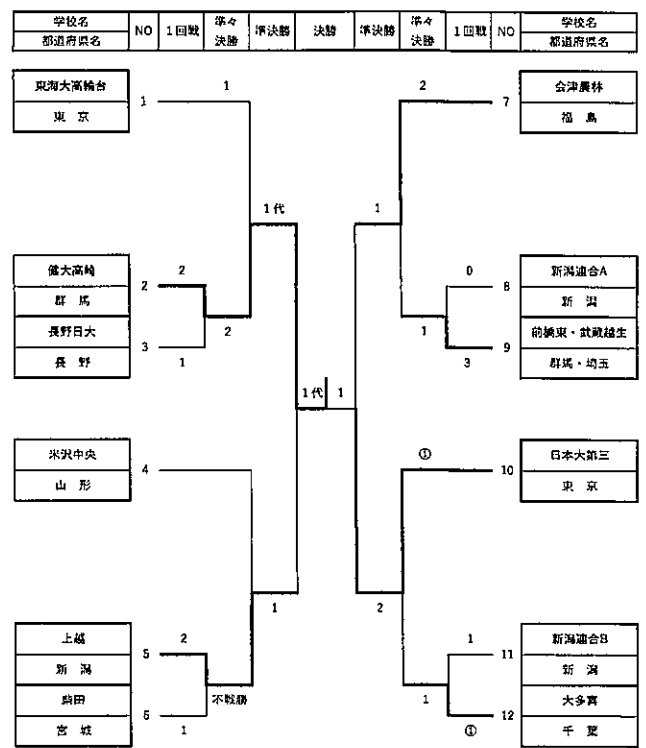 学校名 NO 1回戦 準々決勝 準決勝 決勝 準決勝 準々決勝 1回戦 NO 学校名
都道府県名 都道府県名
東海大高輪台 1 1 2 7 会津農林
東 京 福 島
1代 1
健大高崎 2 0 新潟連合A
群 馬 2 8 新 潟
長野日大 3 2 1 9 前橋東・武蔵越生
長 野 1 3 群馬・埼玉
1代 1
米沢中央 4 ① 10 日本大第三
山 形 東 京
1 2
上越 2 1 新潟連合B
新 潟 5 11 新 潟
柴田 不戦勝 1 大多喜
宮 城 6 1 ① 12 千 葉